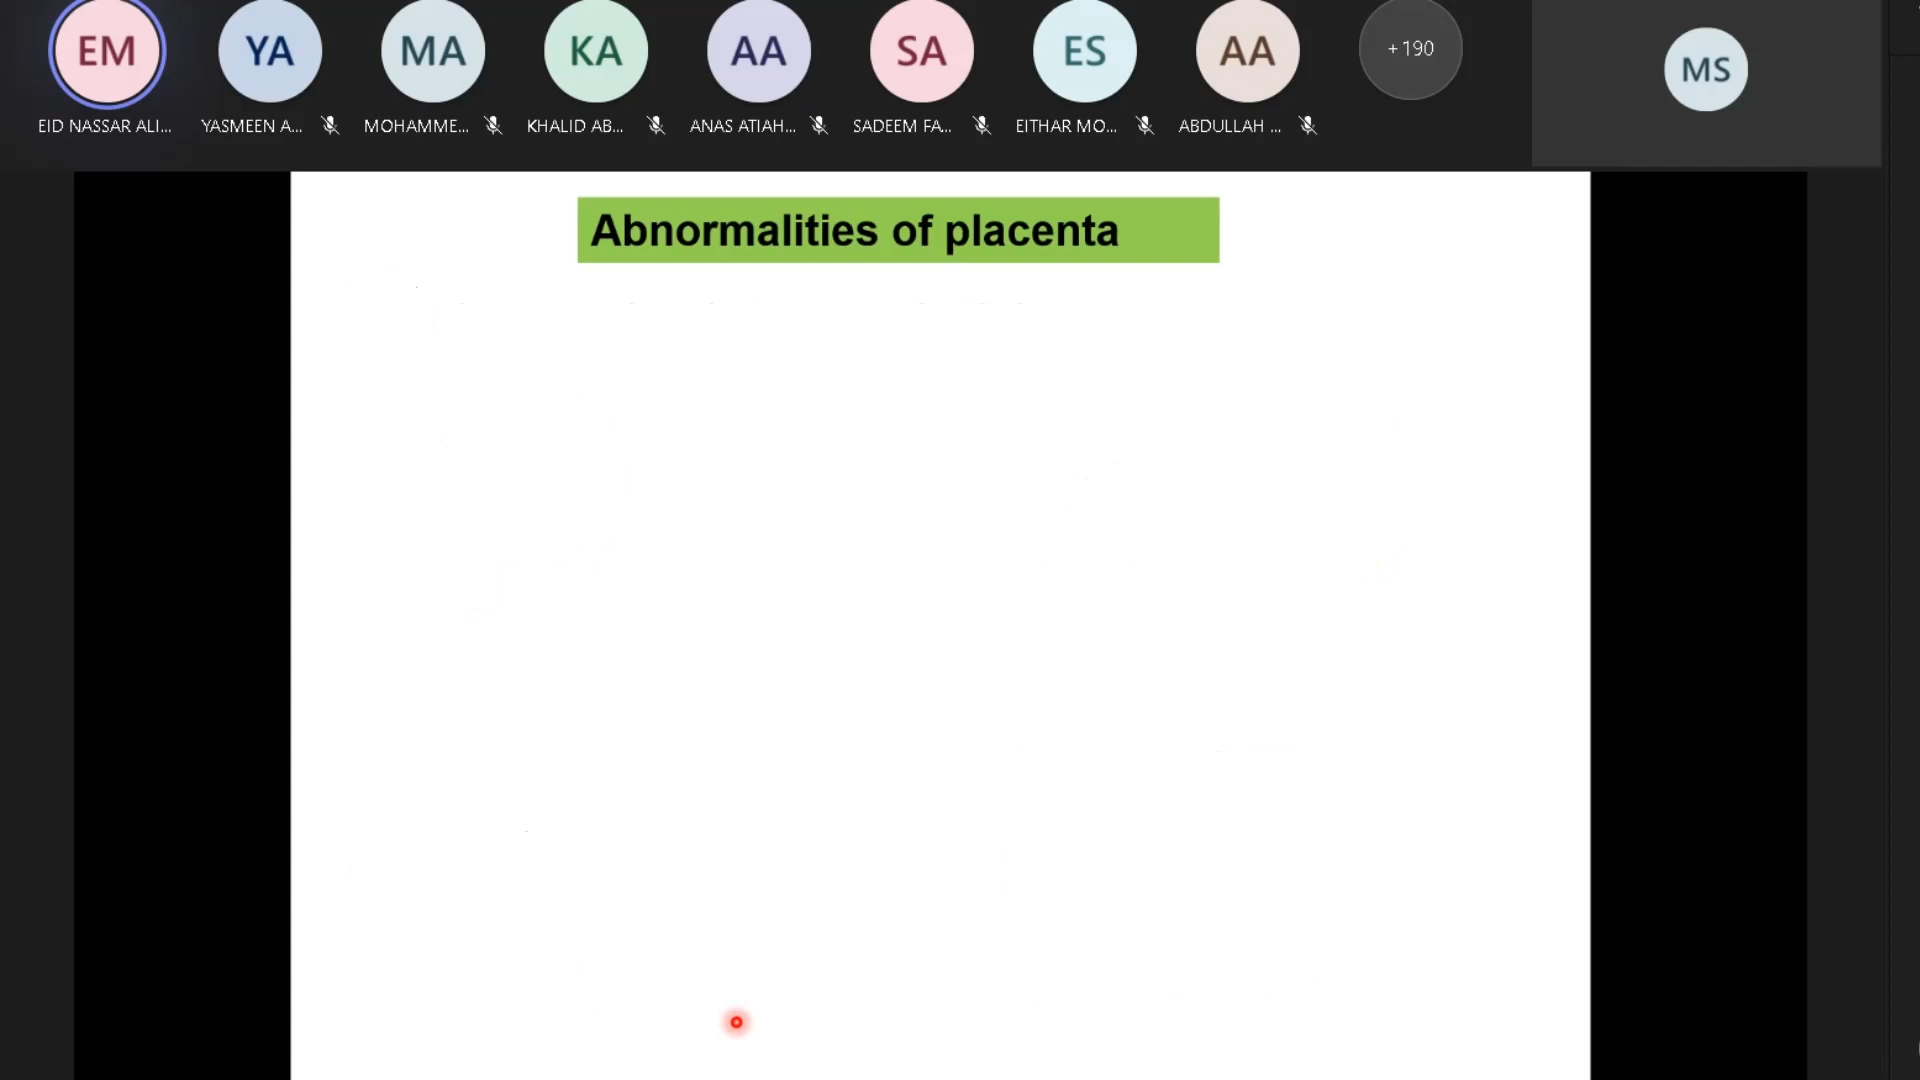 EM YA MA KA AA SA ES AA +190 MS
EID NASSAR ALI... YASMEEN A... MOHAMME... KHALID AB... ANAS ATIAH... SADEEM FA... EITHAR MO... ABDULLAH ...
Abnormalities of placenta